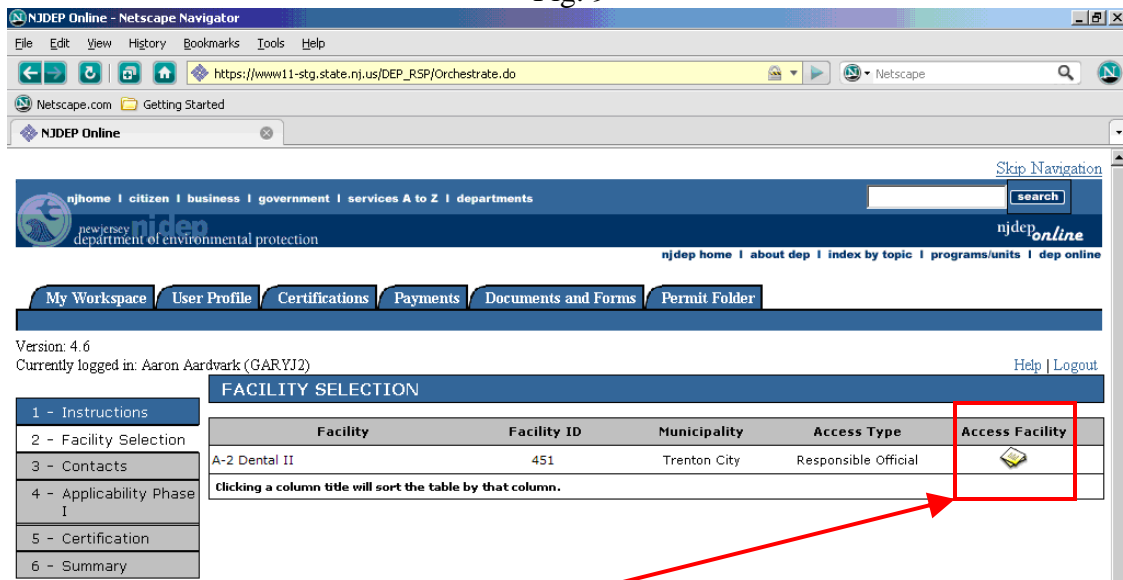 NJDEP Online - Netscape Navigator
File Edit View History Bookmarks Tools Help
https://www11-stg.state.nj.us/DEP_RSP/Orchestrate.do
Netscape
Netscape.com Getting Started
NJDEP Online
Skip Navigation
njhome | citizen | business | government | services A to Z | departments
search
newjersey njdep
department of environmental protection
njdeponline
njdep home | about dep | index by topic | programs/units | dep online
My Workspace User Profile Certifications Payments Documents and Forms Permit Folder
Version: 4.6
Currently logged in: Aaron Aardvark (GARYJ2)
Help | Logout
FACILITY SELECTION
1 - Instructions
2 - Facility Selection
3 - Contacts
4 - Applicability Phase
I
5 - Certification
6 - Summary
Facility Facility ID Municipality Access Type Access Facility
A-2 Dental II 451 Trenton City Responsible Official
Clicking a column title will sort the table by that column.